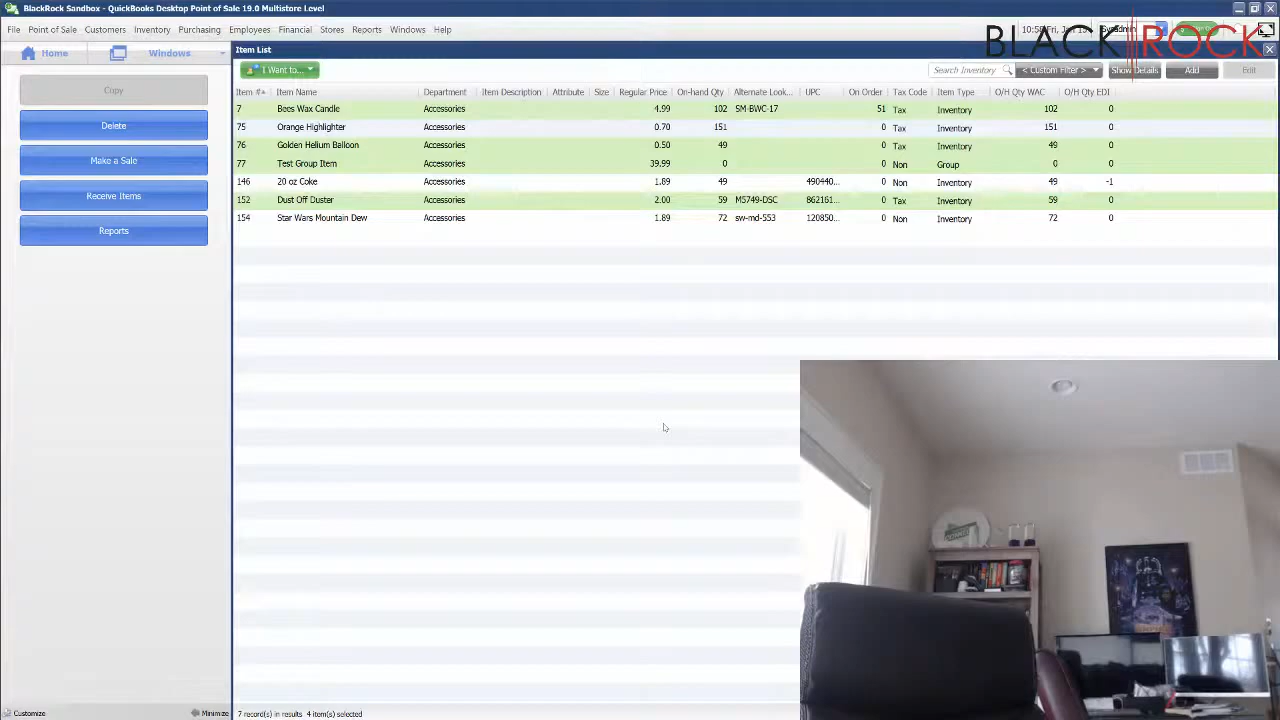 BlackRock Sandbox - QuickBooks Desktop Point of Sale 19.0 Multistore Level
File Point of Sale Customers Inventory Purchasing Employees Financial Stores Reports Windows Help
BLACK ROCK
Home Windows
Item List
I Want to...
Search Inventory < Custom Filter > Show Details Add Edit
Copy
Delete
Make a Sale
Receive Items
Reports
Item # Item Name Department Item Description Attribute Size Regular Price On-hand Qty Alternate Look... UPC On Order Tax Code Item Type O/H Qty WAC O/H Qty EDI
7 Bees Wax Candle Accessories 4.99 102 SM-BWC-17 51 Tax Inventory 102 0
75 Orange Highlighter Accessories 0.70 151 0 Tax Inventory 151 0
76 Golden Helium Balloon Accessories 0.50 49 0 Tax Inventory 49 0
77 Test Group Item Accessories 39.99 0 0 Non Group 0 0
146 20 oz Coke Accessories 1.89 49 490440... 0 Non Inventory 49 -1
152 Dust Off Duster Accessories 2.00 59 M5749-DSC 862161... 0 Tax Inventory 59 0
154 Star Wars Mountain Dew Accessories 1.89 72 sw-md-553 120850... 0 Non Inventory 72 0
Customize Minimize
7 record(s) in results 4 item(s) selected